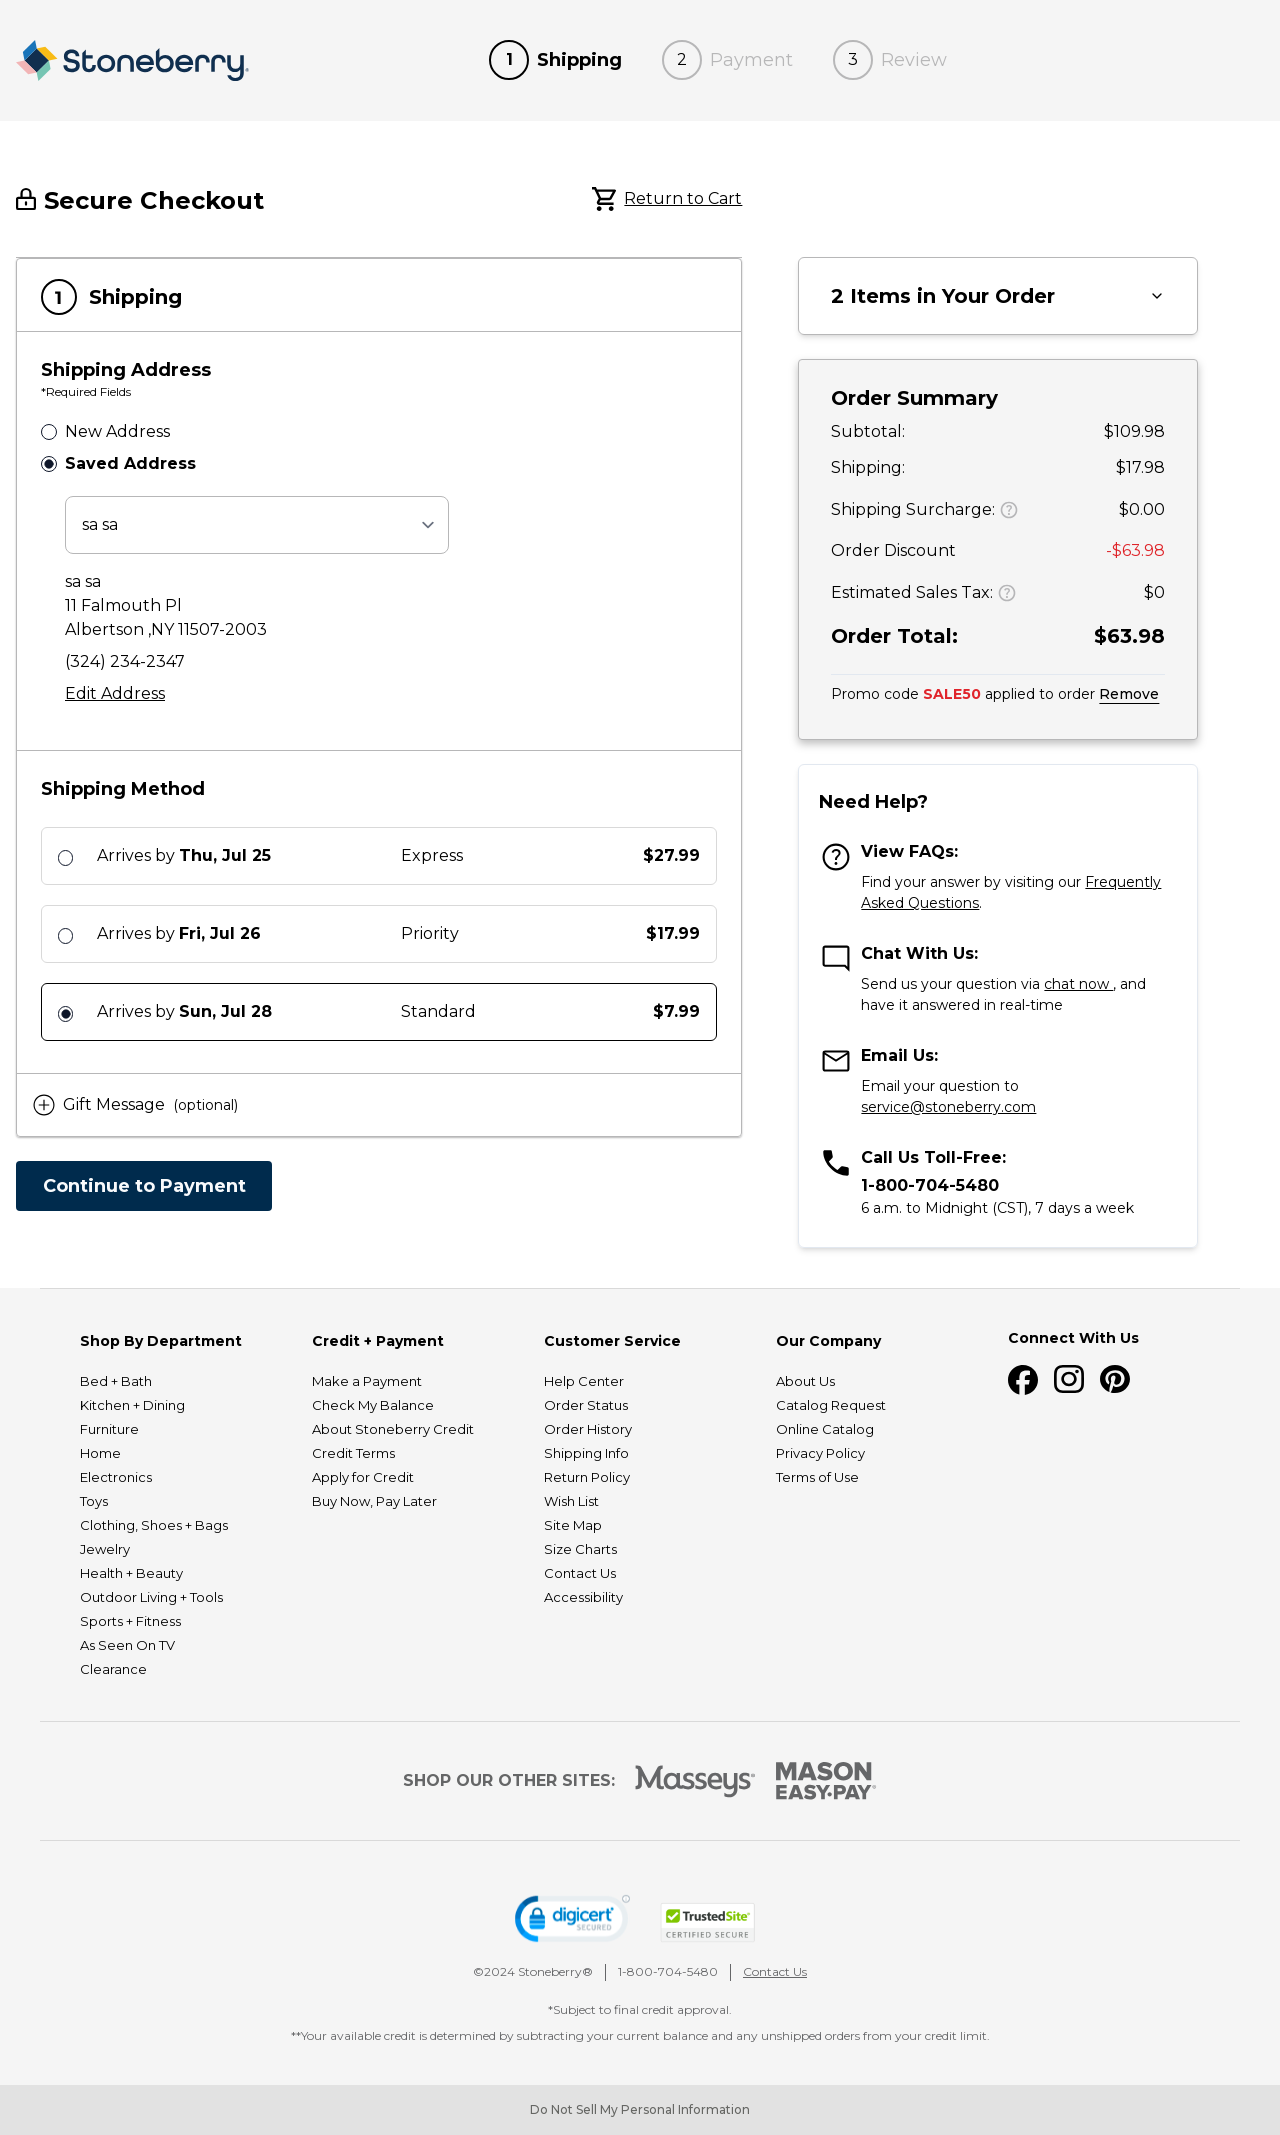 Stoneberry
1 Shipping
2 Payment
3 Review
Secure Checkout
Return to Cart
1 Shipping
Shipping Address
*Required Fields
New Address
Saved Address
sa sa
sa sa
11 Falmouth Pl
Albertson ,NY 11507-2003
(324) 234-2347
Edit Address
Shipping Method
Arrives by Thu, Jul 25 Express $27.99
Arrives by Fri, Jul 26 Priority $17.99
Arrives by Sun, Jul 28 Standard $7.99
Gift Message (optional)
Continue to Payment
2 Items in Your Order
Order Summary
Subtotal: $109.98
Shipping: $17.98
Shipping Surcharge: ? $0.00
Order Discount -$63.98
Estimated Sales Tax: ? $0
Order Total: $63.98
Promo code SALE50 applied to order Remove
Need Help?
View FAQs:
Find your answer by visiting our Frequently
Asked Questions.
Chat With Us:
Send us your question via chat now , and
have it answered in real-time
Email Us:
Email your question to
service@stoneberry.com
Call Us Toll-Free:
1-800-704-5480
6 a.m. to Midnight (CST), 7 days a week
Shop By Department
Bed + Bath
Kitchen + Dining
Furniture
Home
Electronics
Toys
Clothing, Shoes + Bags
Jewelry
Health + Beauty
Outdoor Living + Tools
Sports + Fitness
As Seen On TV
Clearance
Credit + Payment
Make a Payment
Check My Balance
About Stoneberry Credit
Credit Terms
Apply for Credit
Buy Now, Pay Later
Customer Service
Help Center
Order Status
Order History
Shipping Info
Return Policy
Wish List
Site Map
Size Charts
Contact Us
Accessibility
Our Company
About Us
Catalog Request
Online Catalog
Privacy Policy
Terms of Use
Connect With Us
SHOP OUR OTHER SITES:
Masseys
MASON
EASY•PAY
digicert
SECURED
TrustedSite
CERTIFIED SECURE
©2024 Stoneberry® 1-800-704-5480 Contact Us
*Subject to final credit approval.
**Your available credit is determined by subtracting your current balance and any unshipped orders from your credit limit.
Do Not Sell My Personal Information